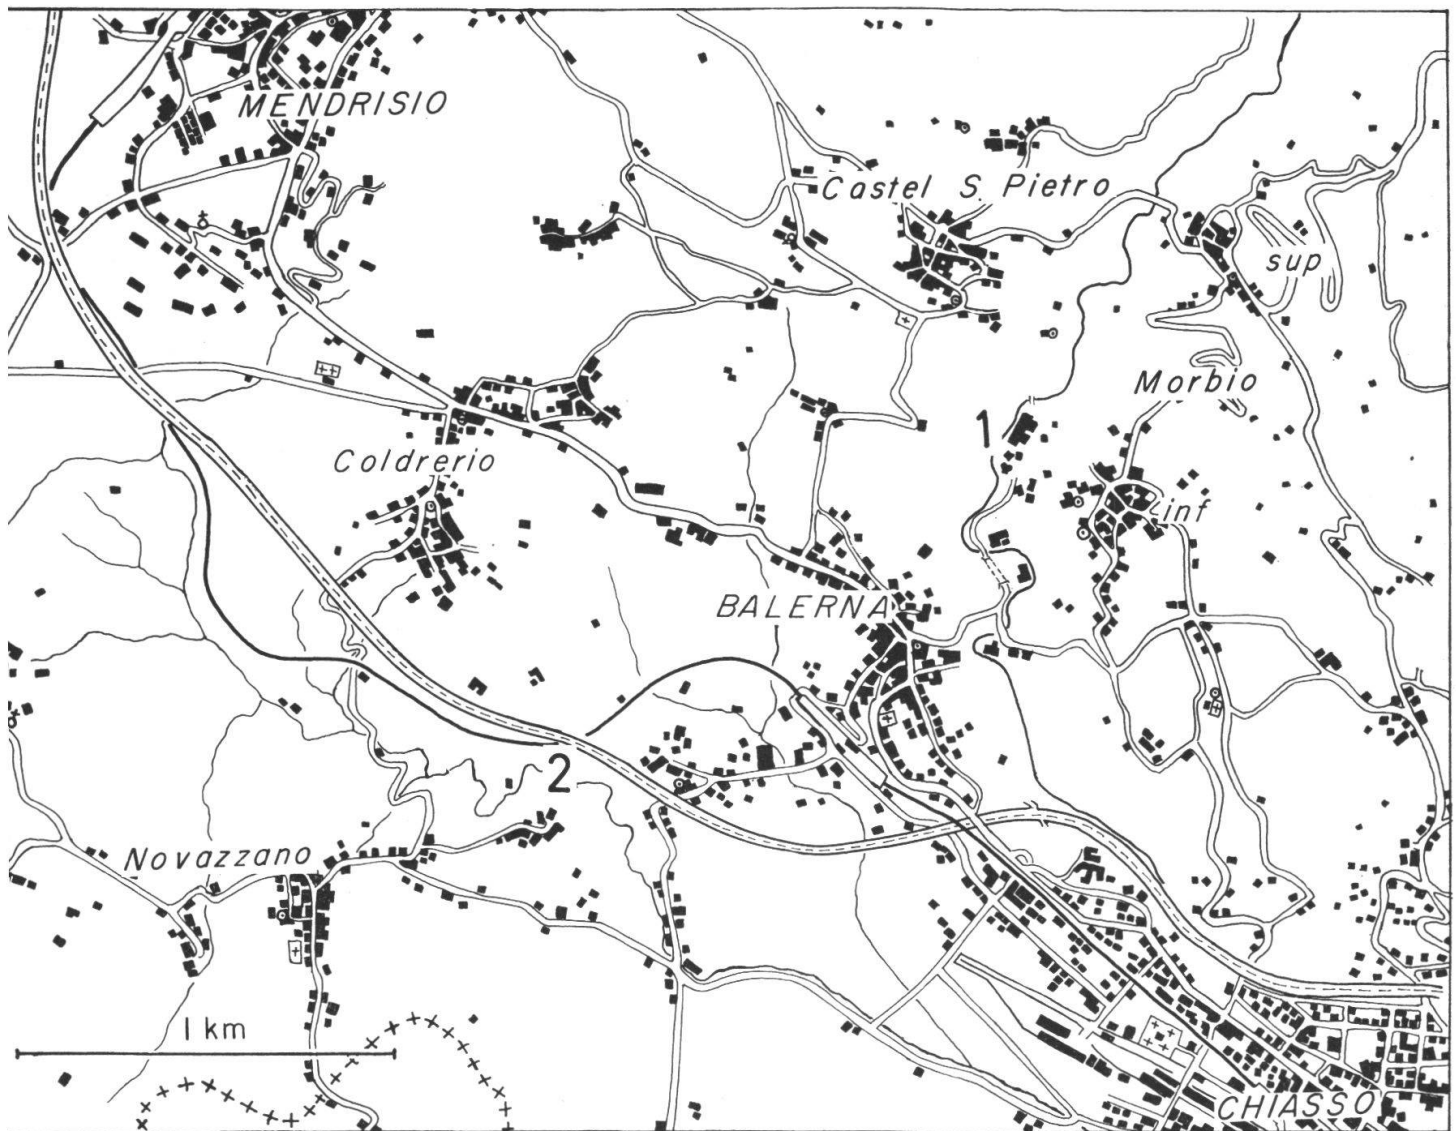 MENDRISIO
Castel S. Pietro
sup
Morbio
1
Coldrerio
inf
BALERNA
2
Novazzano
1 km
CHIASSO